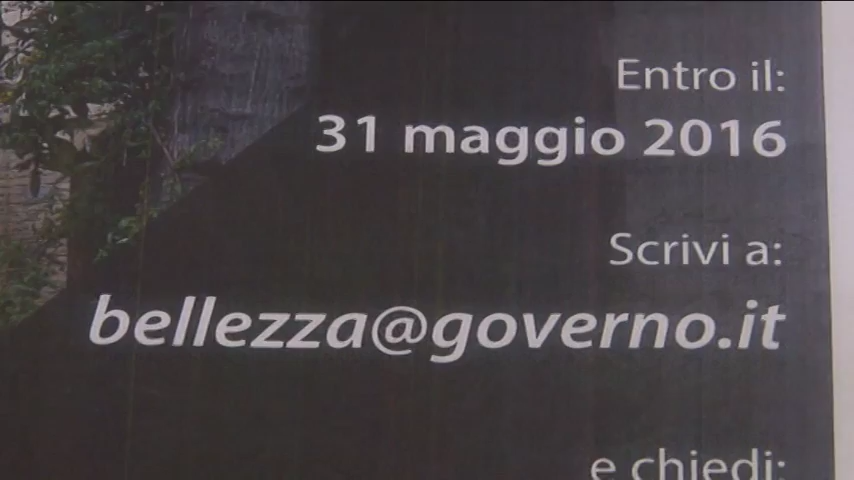 Entro il:
31 maggio 2016
Scrivi a:
bellezza@governo.it
e chiedi: